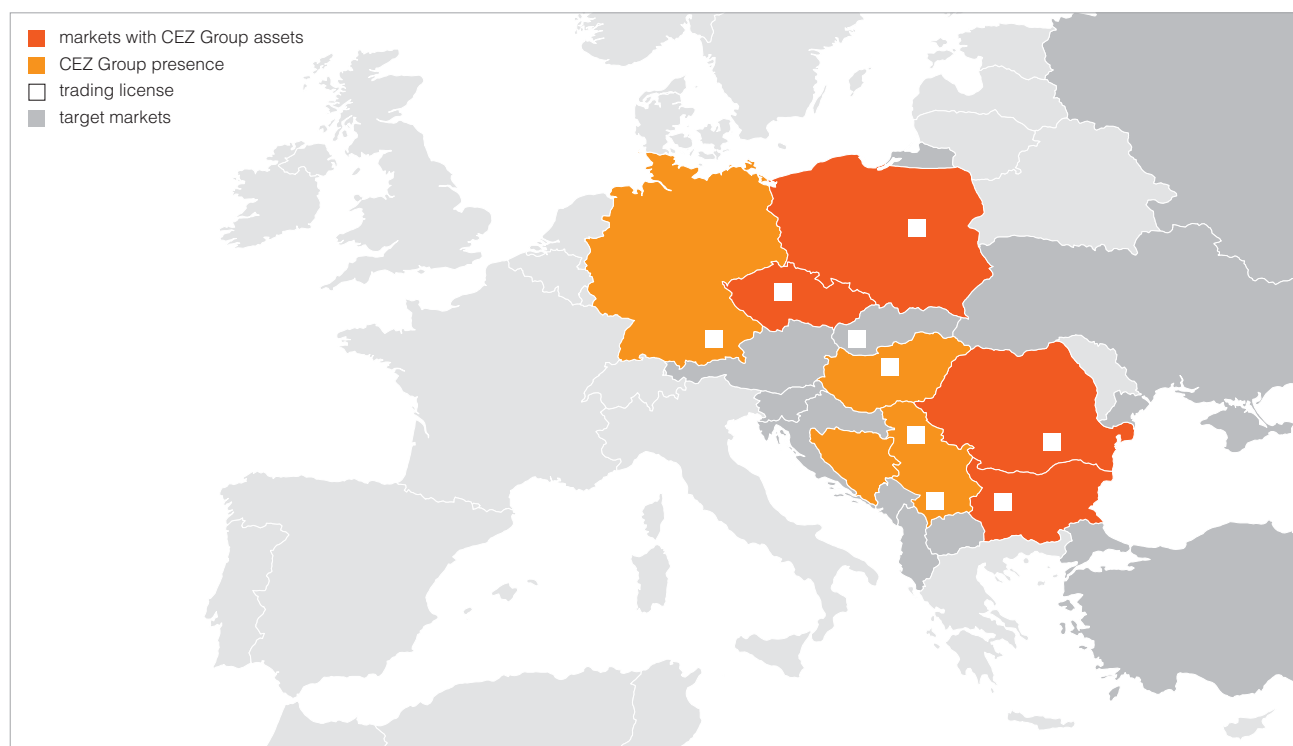 markets with CEZ Group assets
CEZ Group presence
trading license
target markets